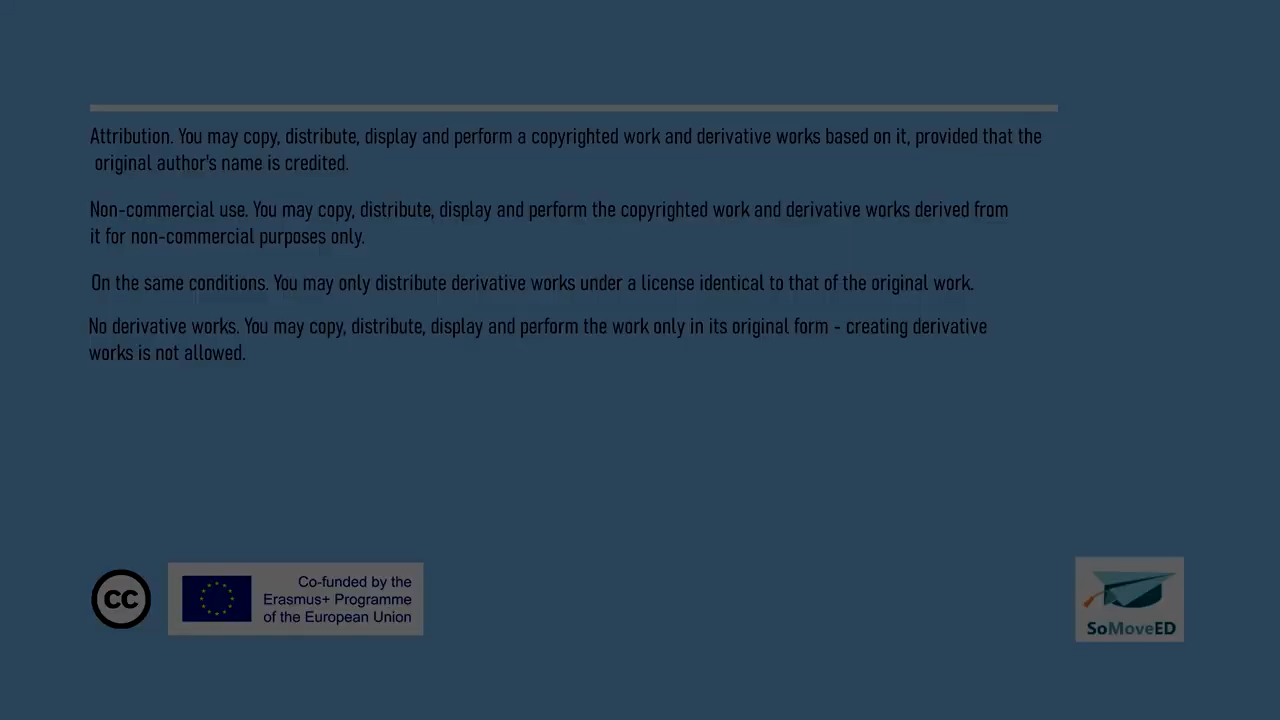 Attribution. You may copy, distribute, display and perform a copyrighted work and derivative works based on it, provided that the
original author's name is credited.
Non-commercial use. You may copy, distribute, display and perform the copyrighted work and derivative works derived from
it for non-commercial purposes only.
On the same conditions. You may only distribute derivative works under a license identical to that of the original work.
No derivative works. You may copy, distribute, display and perform the work only in its original form - creating derivative
works is not allowed.
CC
Co-funded by the
Erasmus+ Programme
of the European Union
SoMoveED